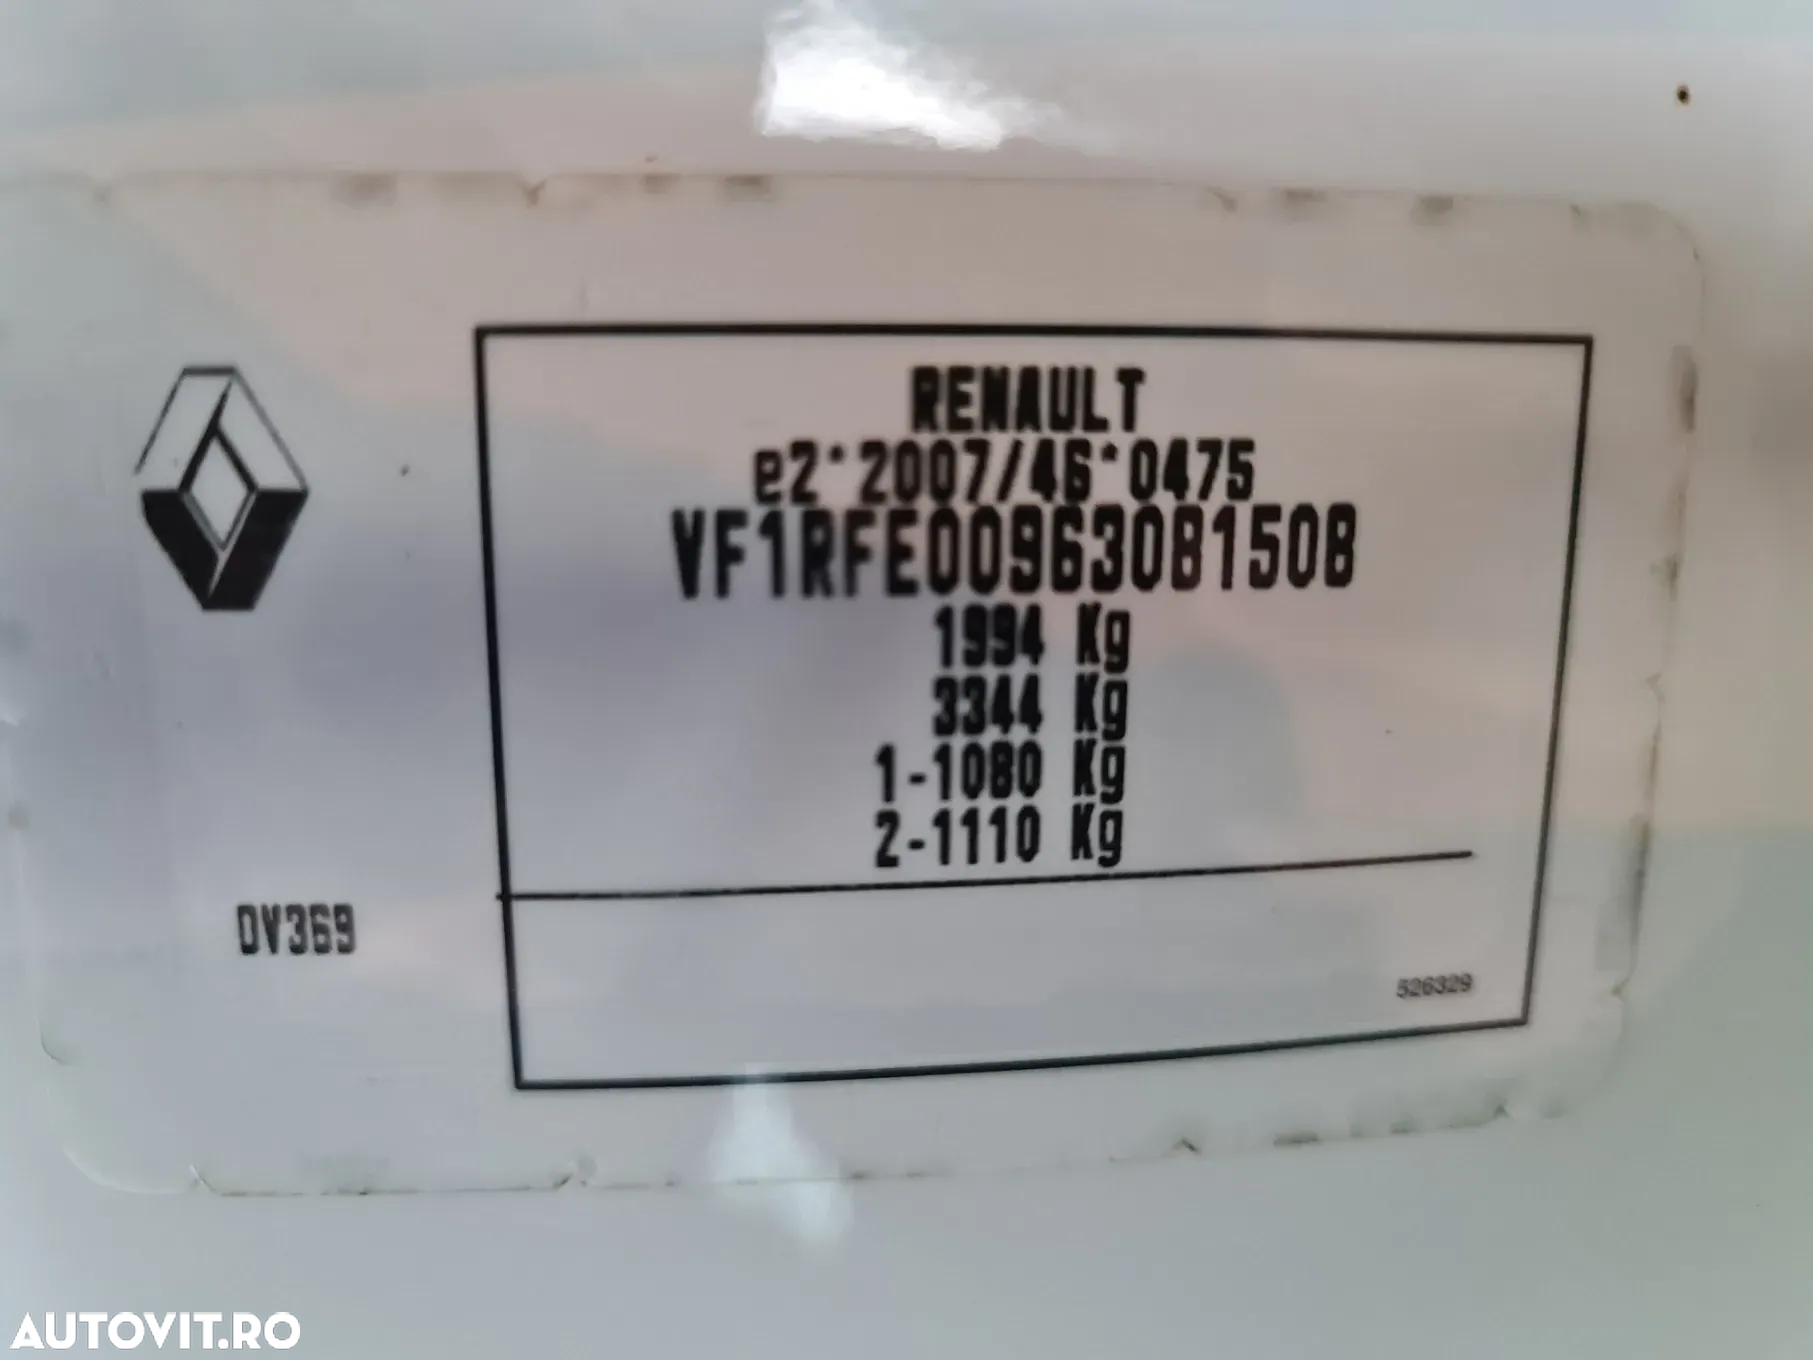 RENAULT
e2*2007/46*0475
VF1RFE00963081508
1994 Kg
3344 Kg
1-1080 Kg
2-1110 Kg
DV369
526329
AUTOVIT.RO